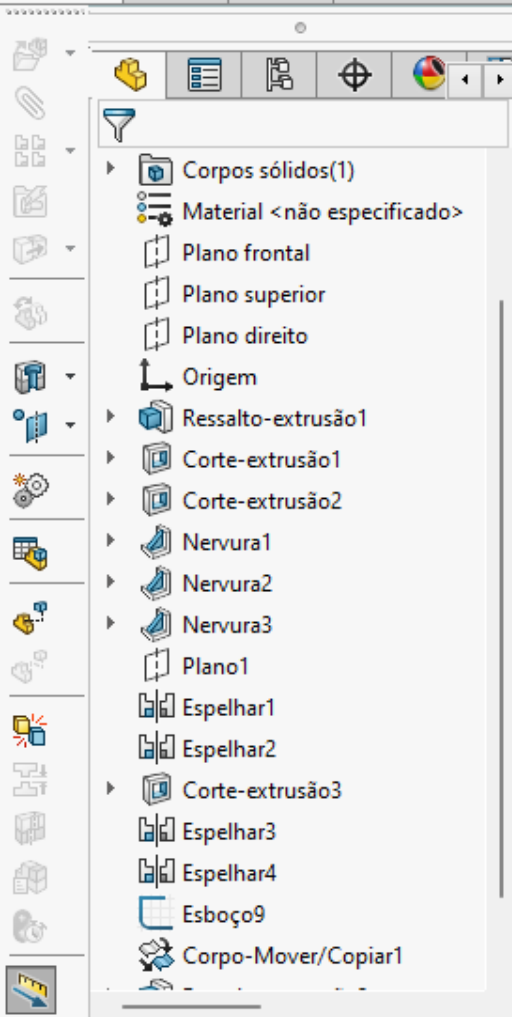 Corpos sólidos(1)
Material <não especificado>
Plano frontal
Plano superior
Plano direito
Origem
Ressalto-extrusão1
Corte-extrusão1
Corte-extrusão2
Nervura1
Nervura2
Nervura3
Plano1
Espelhar1
Espelhar2
Corte-extrusão3
Espelhar3
Espelhar4
Esboço9
Corpo-Mover/Copiar1